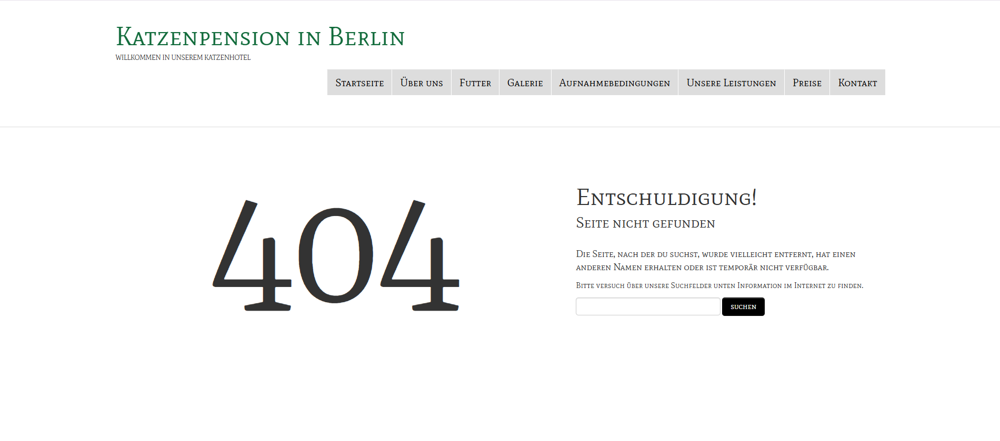 Katzenpension in Berlin
WILLKOMMEN IN UNSEREM KATZENHOTEL
Startseite Über uns Futter Galerie Aufnahmebedingungen Unsere Leistungen Preise Kontakt
404
Entschuldigung!
Seite nicht gefunden
Die Seite, nach der du suchst, wurde vielleicht entfernt, hat einen
anderen Namen erhalten oder ist temporär nicht verfügbar.
Bitte versuch über unsere Suchfelder unten Information im Internet zu finden.
suchen